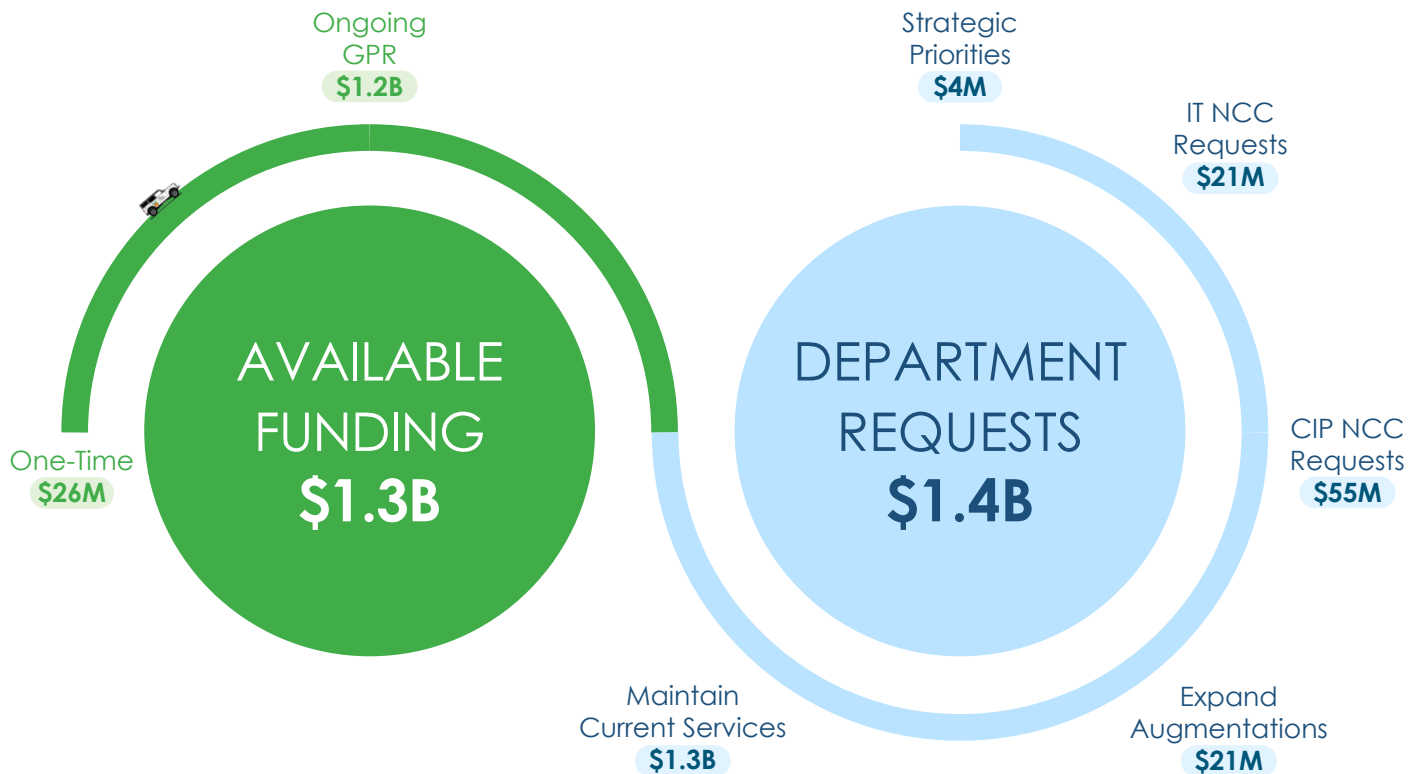 Ongoing
GPR
$1.2B
One-Time
$26M
AVAILABLE
FUNDING
$1.3B
Strategic
Priorities
$4M
IT NCC
Requests
$21M
CIP NCC
Requests
$55M
Expand
Augmentations
$21M
Maintain
Current Services
$1.3B
DEPARTMENT
REQUESTS
$1.4B